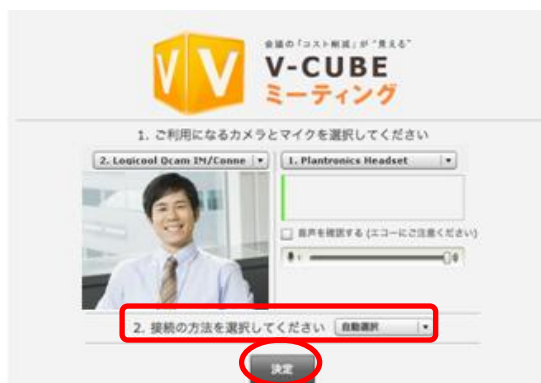 会議の「コスト削減」が“見える”
V-CUBE
ミーティング
1. ご利用になるカメラとマイクを選択してください
2. Logicool Qcam IM/Conne
1. Plantronics Headset
音声を確認する (エコーにご注意ください)
2. 接続の方法を選択してください 自動選択
決定